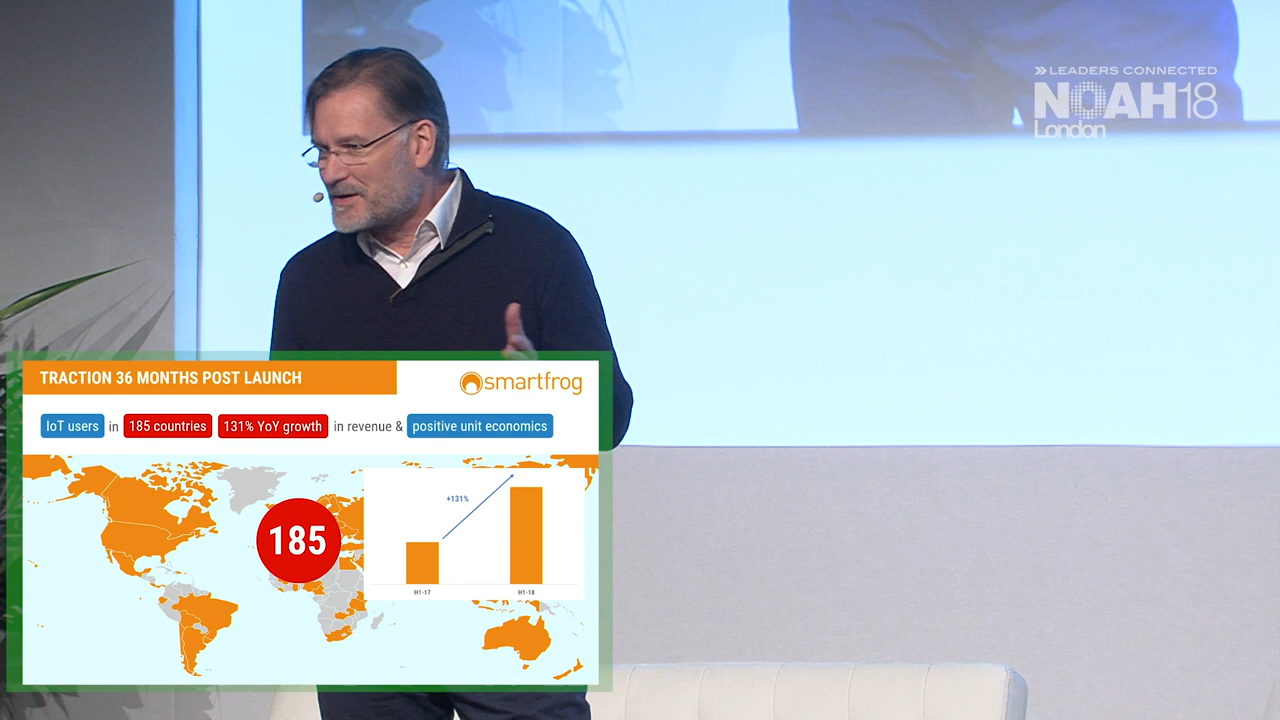 LEADERS CONNECTED
NOAH18
London
TRACTION 36 MONTHS POST LAUNCH
smartfrog
IoT users in 185 countries 131% YoY growth in revenue & positive unit economics
185
+131%
H1-17 H1-18